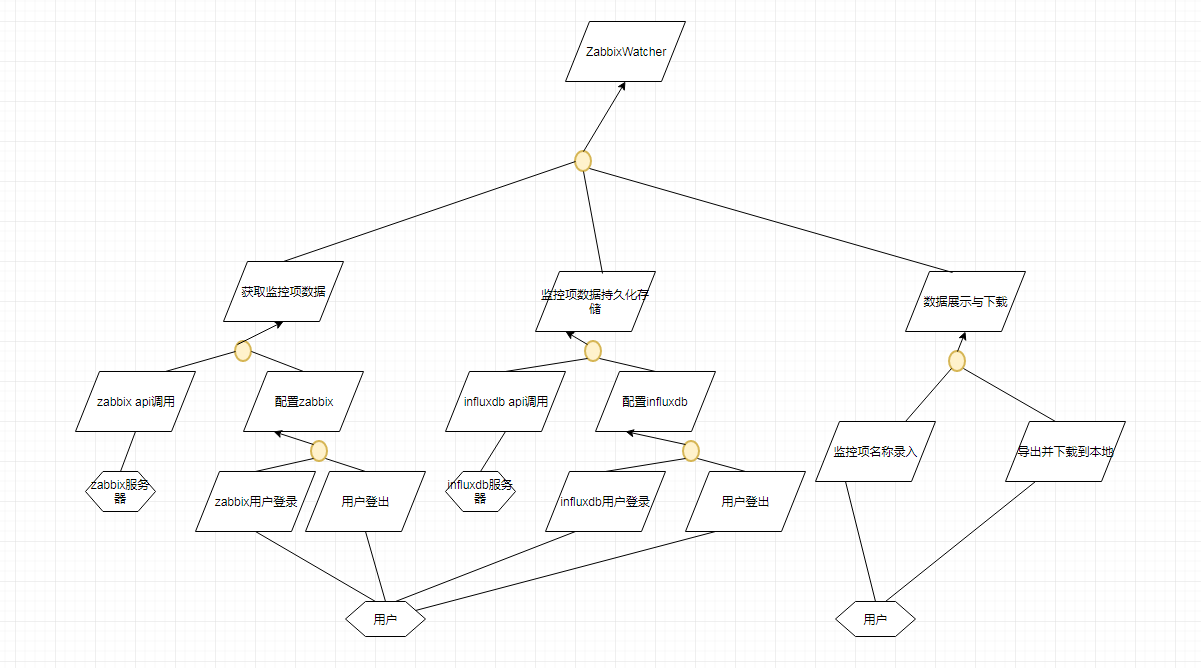 ZabbixWatcher
获取监控项数据
监控项数据持久化存
储
数据展示与下载
zabbix api调用
配置zabbix
influxdb api调用
配置influxdb
监控项名称录入
导出并下载到本地
zabbix服务
器
zabbix用户登录
用户登出
influxdb服务
器
influxdb用户登录
用户登出
用户
用户